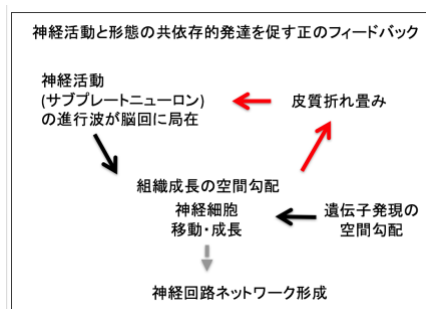 神経活動と形態の共依存的発達を促す正のフィードバック
神経活動
(サブプレートニューロン)
の進行波が脳回に局在
皮質折れ畳み
組織成長の空間勾配
神経細胞
移動・成長
遺伝子発現の
空間勾配
神経回路ネットワーク形成